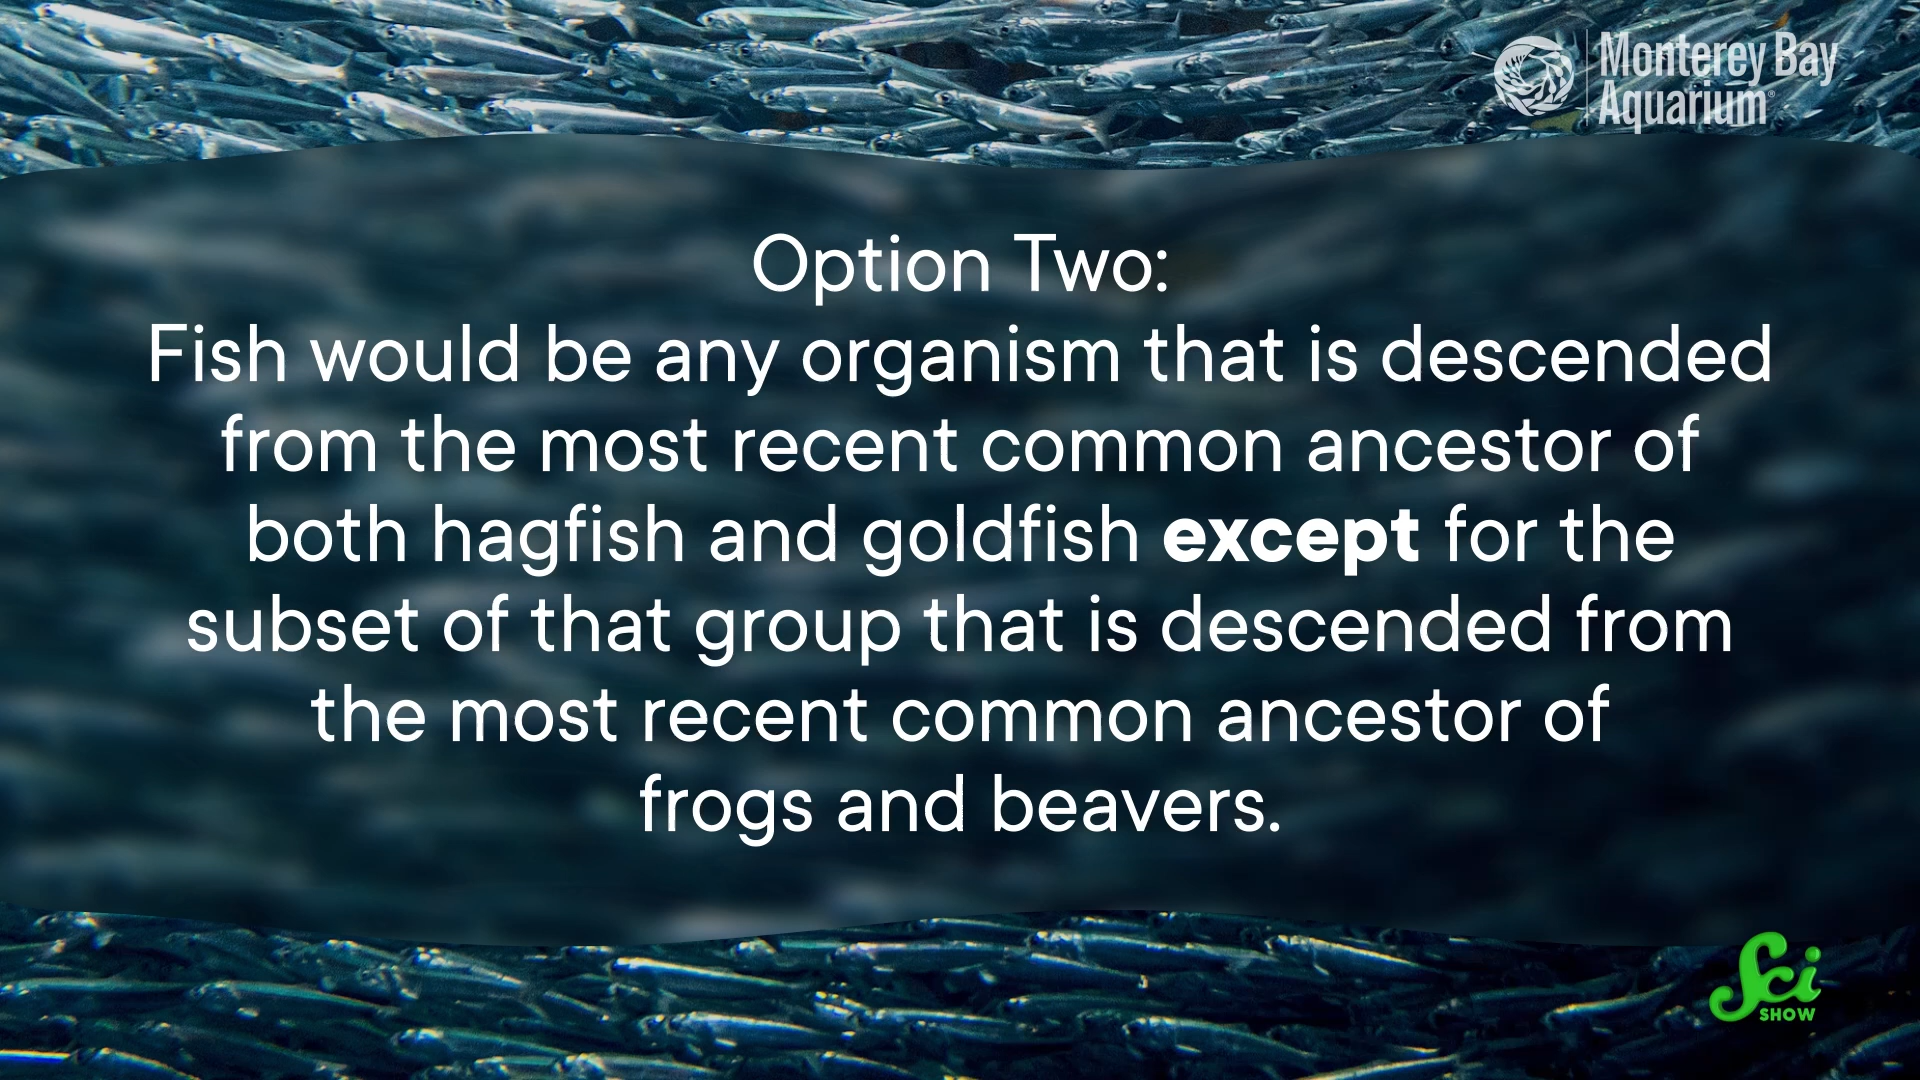 Monterey Bay
Aquarium®
Option Two:
Fish would be any organism that is descended
from the most recent common ancestor of
both hagfish and goldfish except for the
subset of that group that is descended from
the most recent common ancestor of
frogs and beavers.
Sci
SHOW